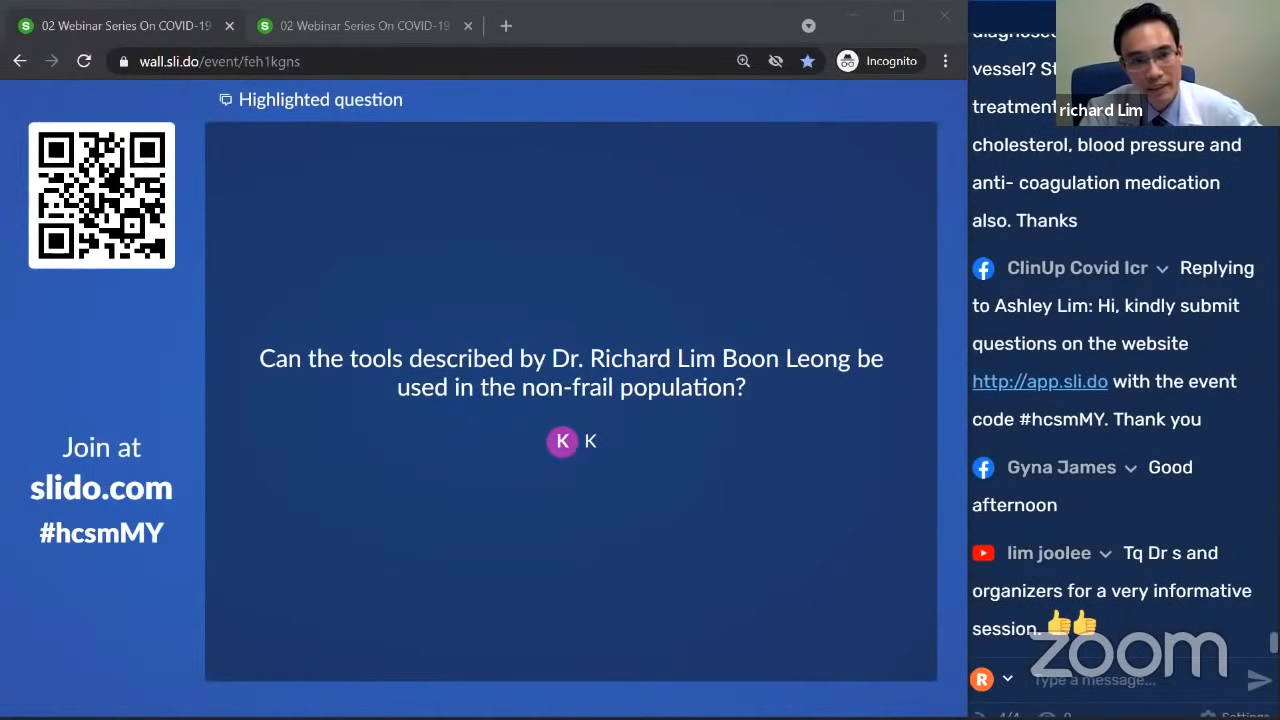 02 Webinar Series On COVID-19
02 Webinar Series On COVID-19
wall.sli.do/event/feh1kgns
Incognito
Highlighted question
Can the tools described by Dr. Richard Lim Boon Leong be
used in the non-frail population?
K K
Join at
slido.com
#hcsmMY
richard Lim
vessel?
treatment
cholesterol, blood pressure and
anti- coagulation medication
also. Thanks
ClinUp Covid Icr Replying
to Ashley Lim: Hi, kindly submit
questions on the website
http://app.sli.do with the event
code #hcsmMY. Thank you
Gyna James Good
afternoon
lim joolee Tq Dr s and
organizers for a very informative
session.
zoom
R Type a message...